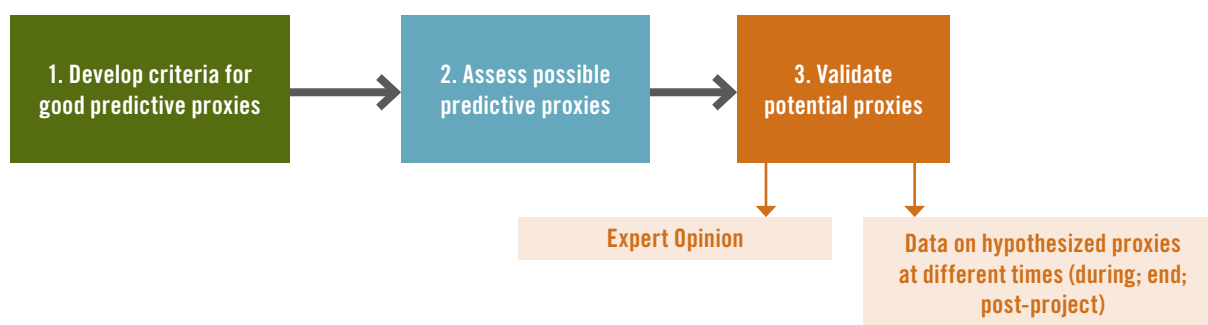 1. Develop criteria for
good predictive proxies
2. Assess possible
predictive proxies
3. Validate
potential proxies
Expert Opinion
Data on hypothesized proxies
at different times (during; end;
post-project)